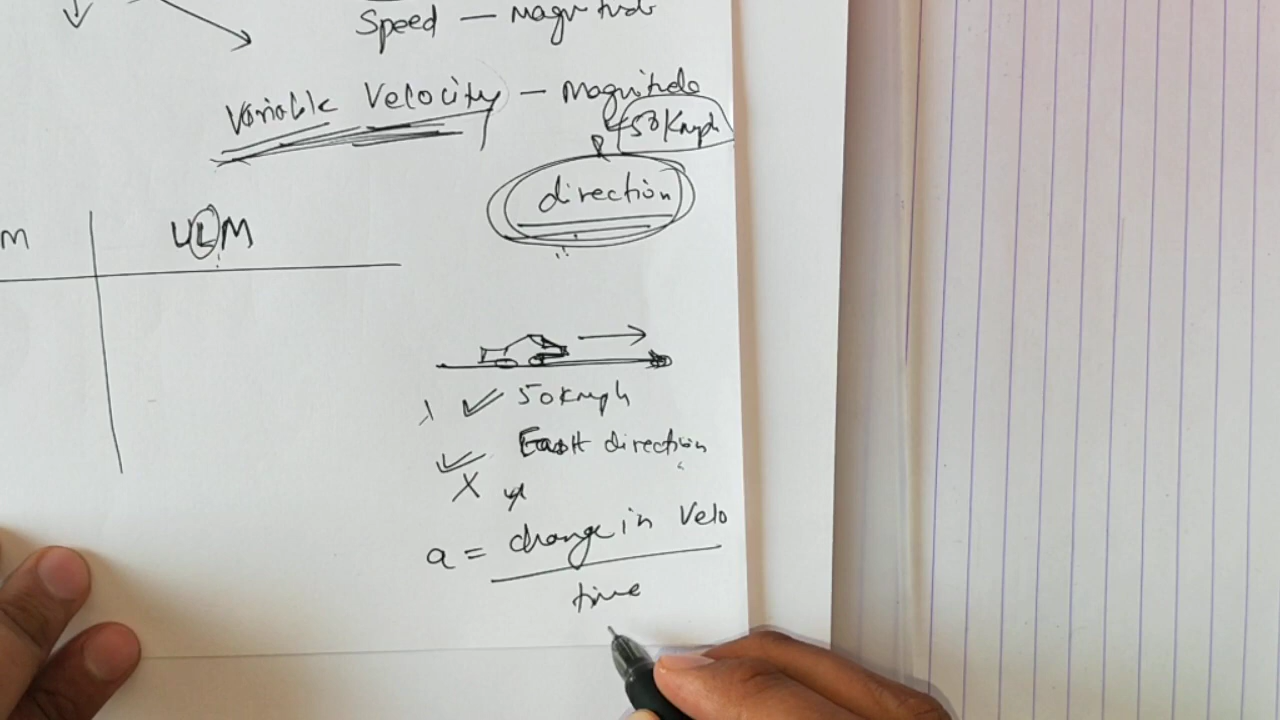 Speed — Magnitude
Variable Velocity — Magnitude
50 Kmph
direction
M
ULM
50 Kmph
East direction
a = change in Velo
time